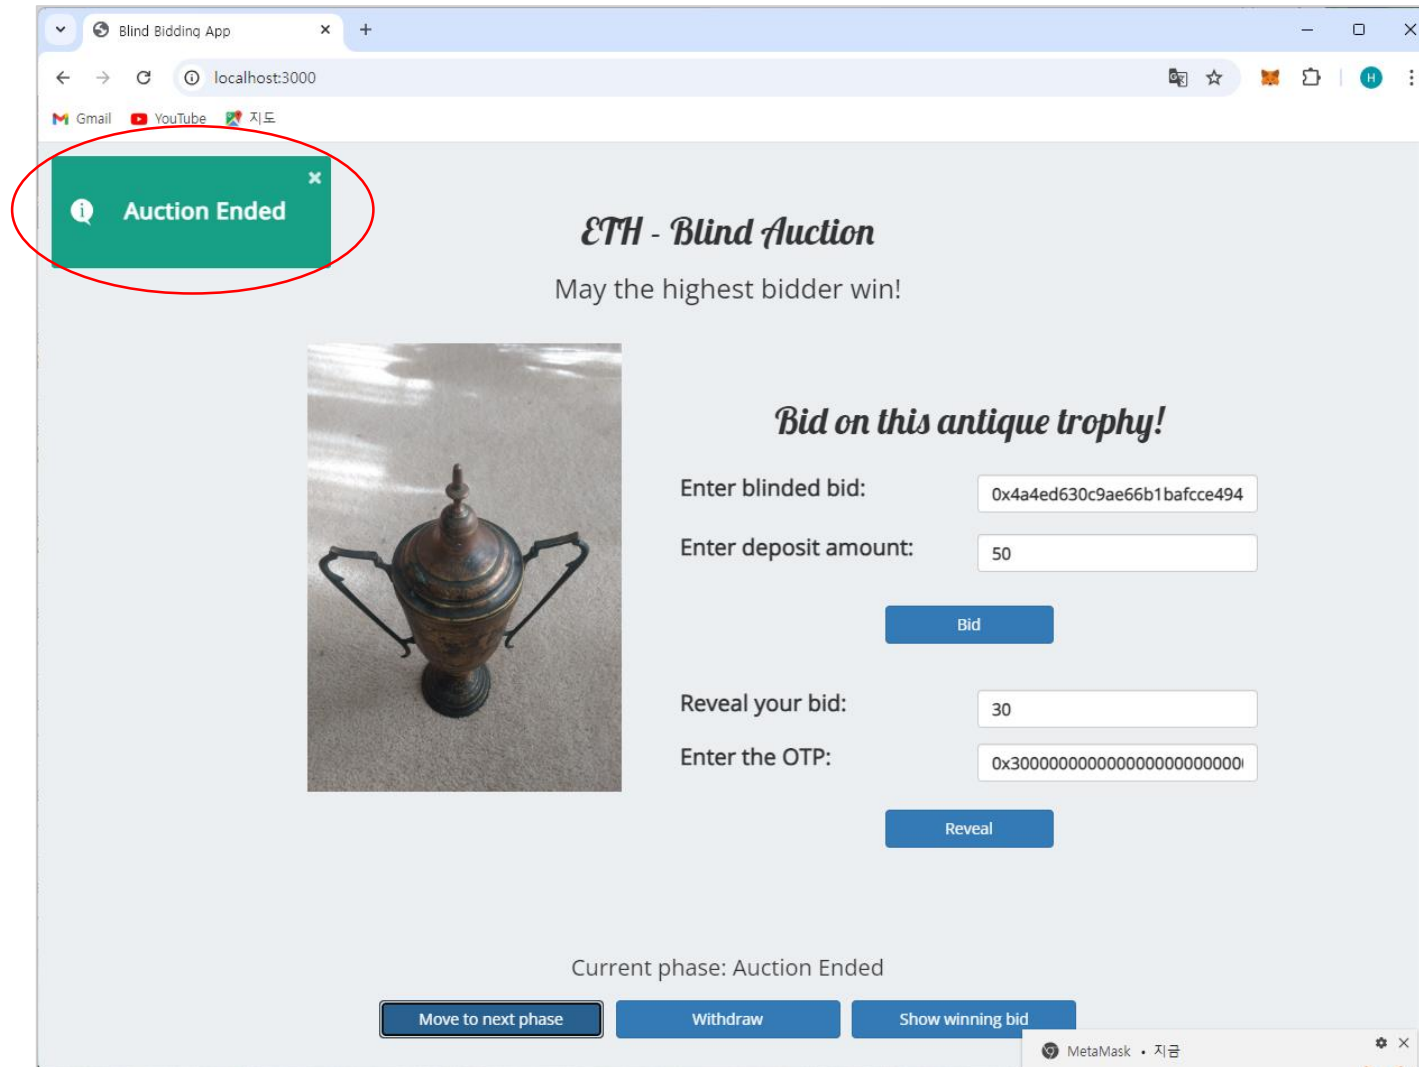 Blind Bidding App
localhost:3000
Gmail YouTube 지도
H
Auction Ended
ETH - Blind Auction
May the highest bidder win!
Bid on this antique trophy!
Enter blinded bid: 0x4a4ed630c9ae66b1bafcce494
Enter deposit amount: 50
Bid
Reveal your bid: 30
Enter the OTP:
Reveal
Current phase: Auction Ended
Move to next phase Withdraw Show winning bid
MetaMask • 지금